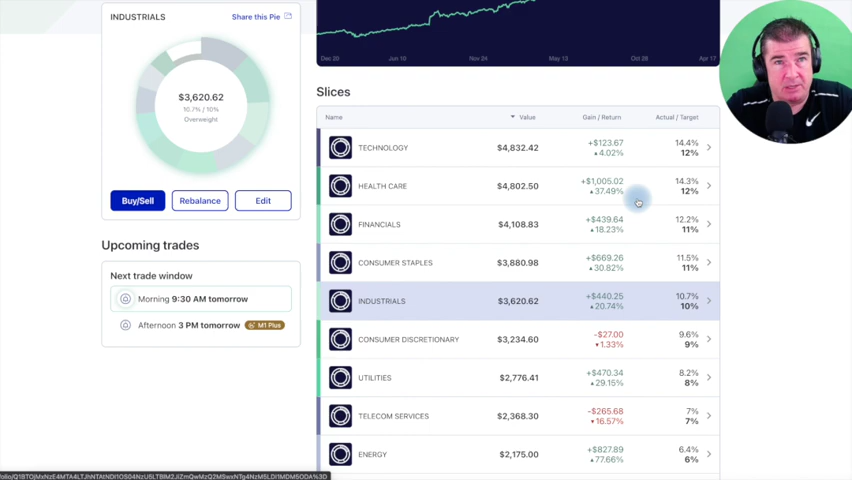 INDUSTRIALS
Share this Pie
$3,620.62
10.7% / 10%
Overweight
Buy/Sell
Rebalance
Edit
Upcoming trades
Next trade window
Morning 9:30 AM tomorrow
Afternoon 3 PM tomorrow
M1 Plus
Dec 20 Jun 10 Nov 24 May 13 Oct 28 Apr 17
Slices
Name Value Gain / Return Actual / Target
TECHNOLOGY $4,832.42 +$123.67 14.4%
4.02% 12%
HEALTH CARE $4,802.50 +$1,005.02 14.3%
37.49% 12%
FINANCIALS $4,108.83 +$439.64 12.2%
18.23% 11%
CONSUMER STAPLES $3,880.98 +$669.26 11.5%
30.82% 11%
INDUSTRIALS $3,620.62 +$440.25 10.7%
20.74% 10%
CONSUMER DISCRETIONARY $3,234.60 -$27.00 9.6%
1.33% 9%
UTILITIES $2,776.41 +$470.34 8.2%
29.15% 8%
TELECOM SERVICES $2,368.30 -$265.68 7%
16.57% 7%
ENERGY $2,175.00 +$827.89 6.4%
77.66% 6%